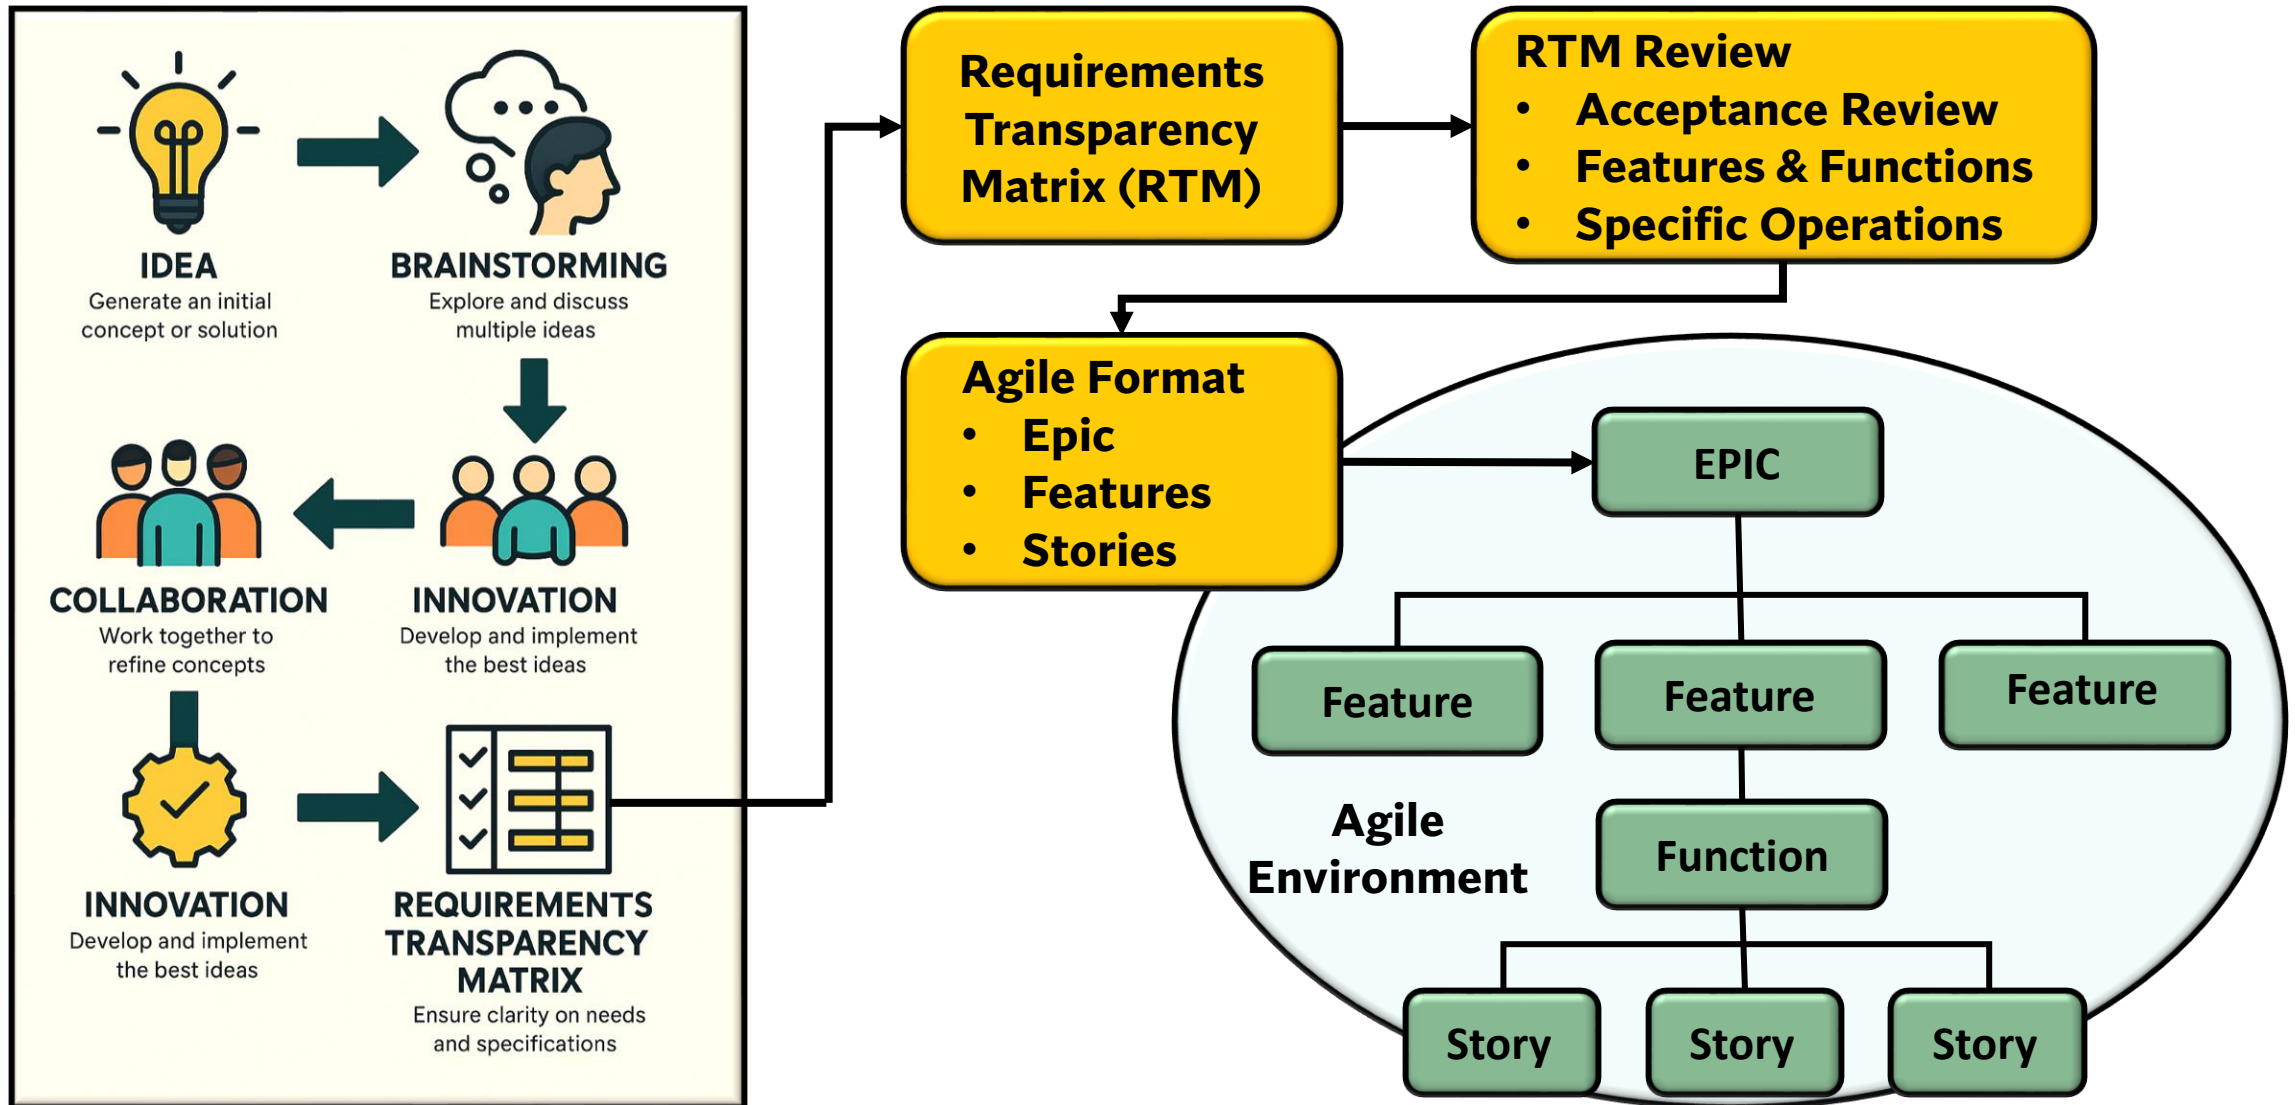 IDEA
Generate an initial
concept or solution
BRAINSTORMING
Explore and discuss
multiple ideas
COLLABORATION
Work together to
refine concepts
INNOVATION
Develop and implement
the best ideas
INNOVATION
Develop and implement
the best ideas
REQUIREMENTS
TRANSPARENCY
MATRIX
Ensure clarity on needs
and specifications
Requirements
Transparency
Matrix (RTM)
RTM Review
• Acceptance Review
• Features & Functions
• Specific Operations
Agile Format
• Epic
• Features
• Stories
EPIC
Feature
Feature
Feature
Agile
Environment
Function
Story
Story
Story